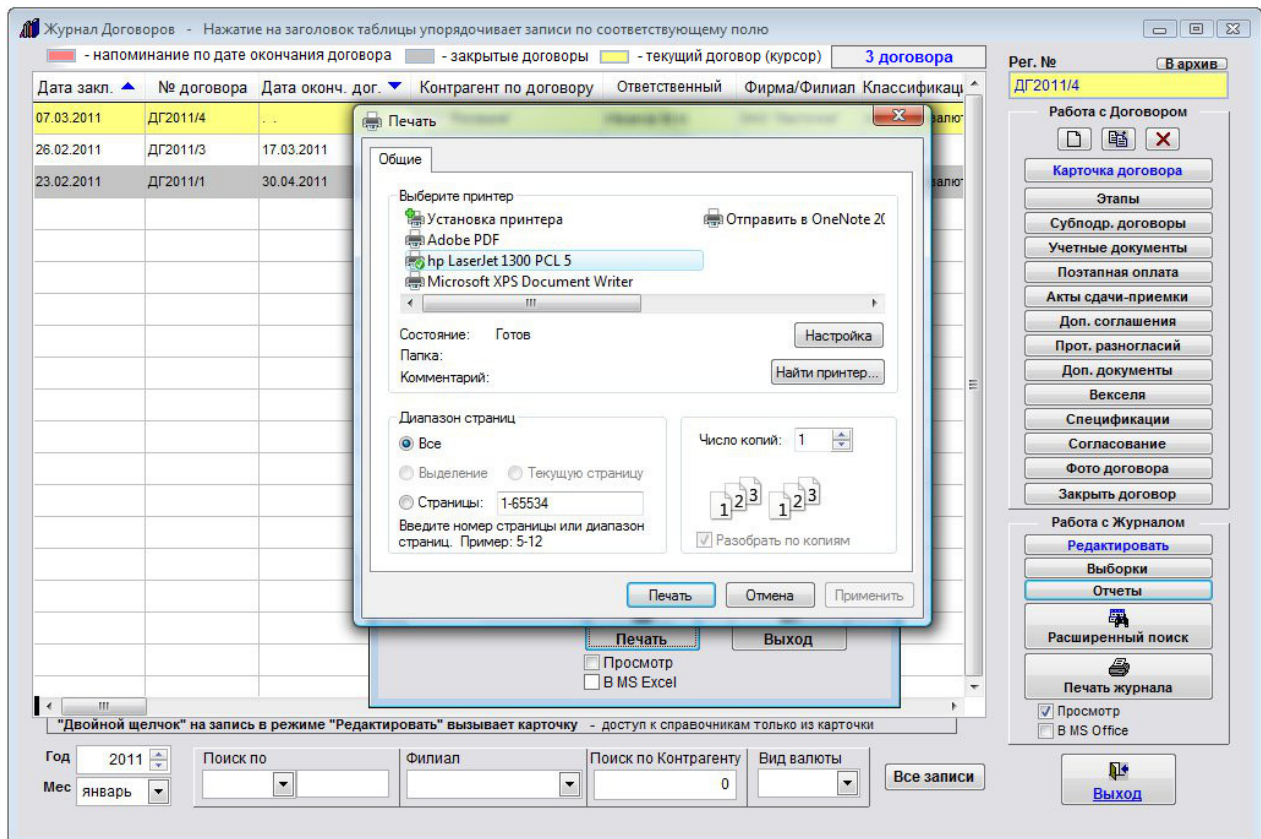 Журнал Договоров - Нажатие на заголовок таблицы упорядочивает записи по соответствующему полю
- напоминание по дате окончания договора - закрытые договоры - текущий договор (курсор) 3 договора
Рег. № В архив
ДГ2011/4
Дата закл. № договора Дата оконч. дог. Контрагент по договору Ответственный Фирма/Филиал Классификаци
07.03.2011 ДГ2011/4 . .
26.02.2011 ДГ2011/3 17.03.2011
23.02.2011 ДГ2011/1 30.04.2011
Печать
Общие
Выберите принтер
Установка принтера Отправить в OneNote 20
Adobe PDF
hp LaserJet 1300 PCL 5
Microsoft XPS Document Writer
Состояние: Готов Настройка
Папка:
Комментарий: Найти принтер...
Диапазон страниц
Все
Выделение Текущую страницу
Страницы: 1-65534
Введите номер страницы или диапазон
страниц. Пример: 5-12
Число копий: 1
1 2 3 1 2 3
Разобрать по копиям
Печать Отмена Применить
Печать Выход
Просмотр
В MS Excel
Работа с Договором
Карточка договора
Этапы
Субподр. договоры
Учетные документы
Поэтапная оплата
Акты сдачи-приемки
Доп. соглашения
Прот. разногласий
Доп. документы
Векселя
Спецификации
Согласование
Фото договора
Закрыть договор
Работа с Журналом
Редактировать
Выборки
Отчеты
Расширенный поиск
Печать журнала
Просмотр
В MS Office
Выход
"Двойной щелчок" на запись в режиме "Редактировать" вызывает карточку - доступ к справочникам только из карточки
Год 2011
Мес январь
Поиск по
Филиал
Поиск по Контрагенту
0
Вид валюты
Все записи